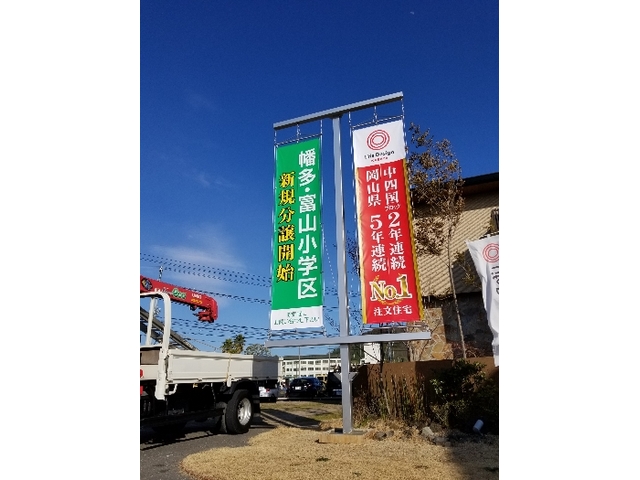 幡多・富山小学区
新規分譲開始
Life Design
中四国ブロック2年連続
岡山県 5年連続
No.1
注文住宅